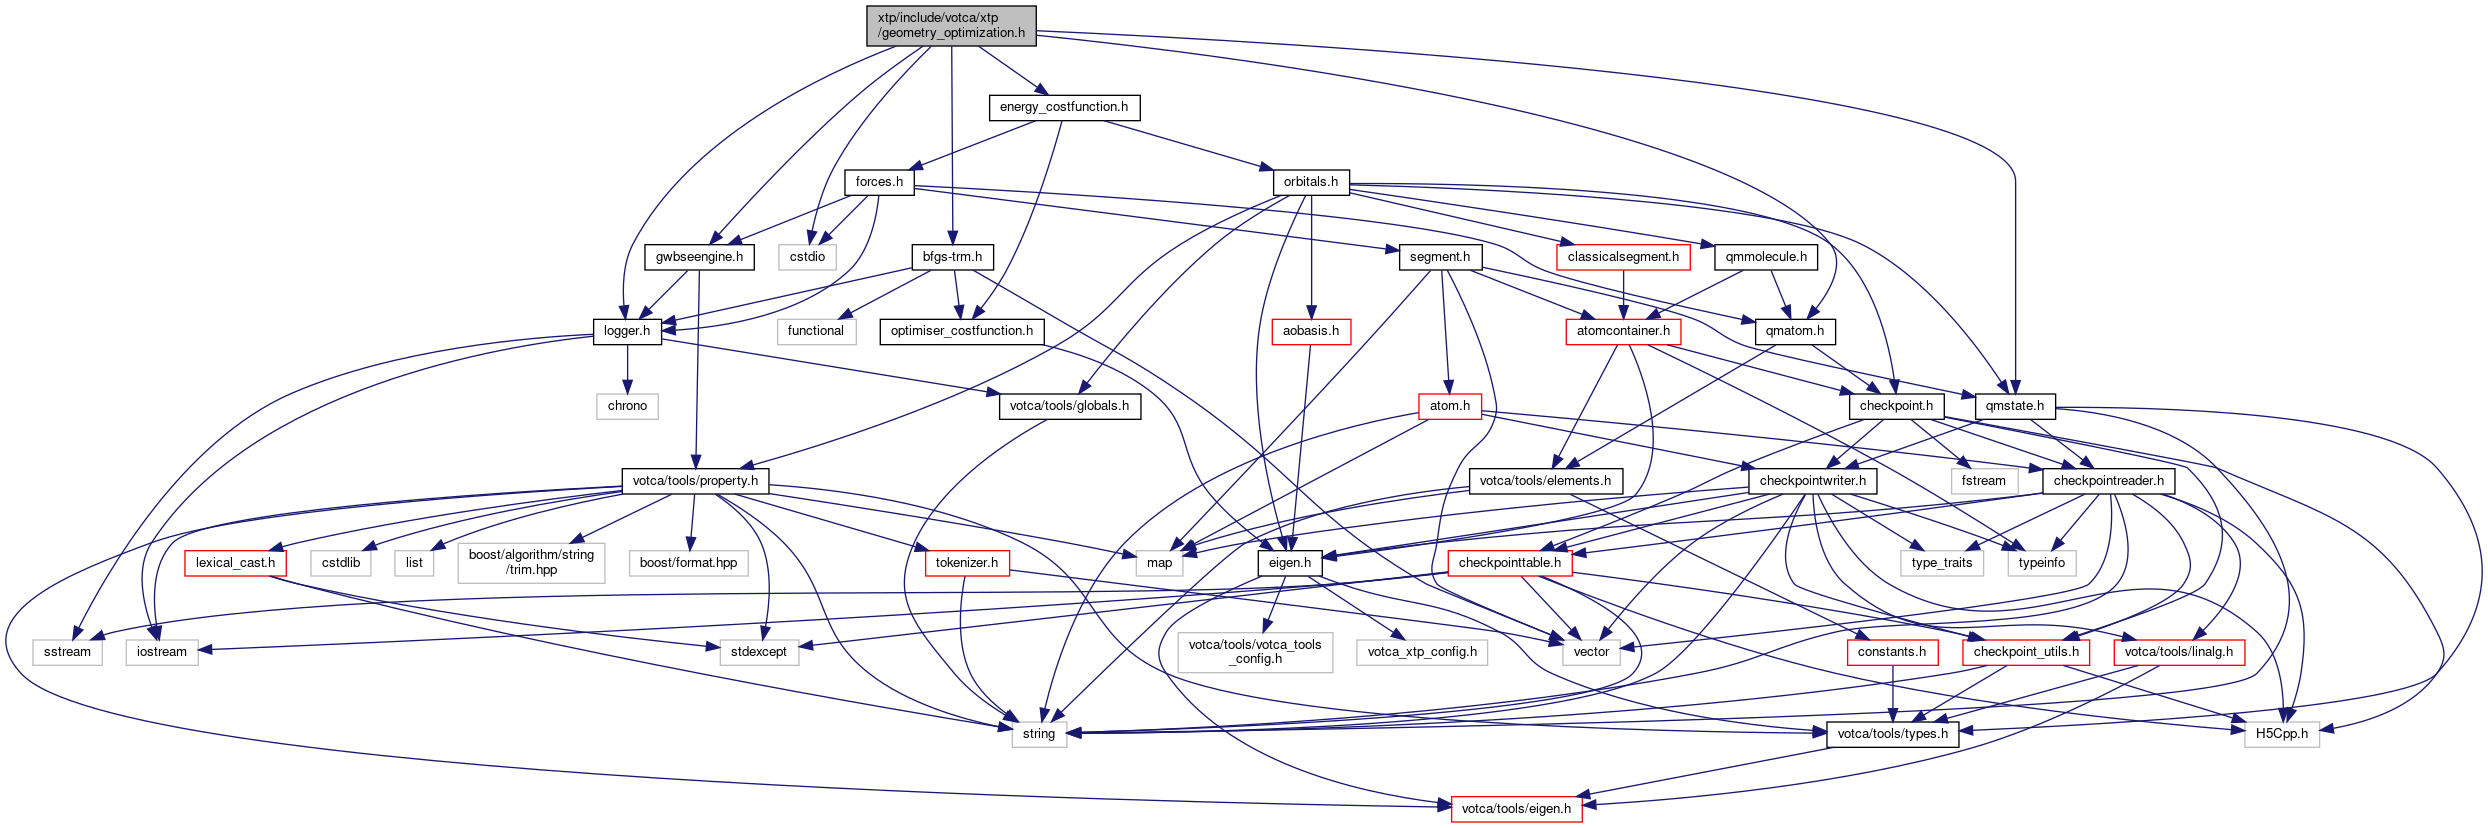 xtp/include/votca/xtp
/geometry_optimization.h
energy_costfunction.h
forces.h
orbitals.h
gwbseengine.h
cstdio
bfgs-trm.h
segment.h
classicalsegment.h
qmmolecule.h
logger.h
functional
optimiser_costfunction.h
aobasis.h
atomcontainer.h
qmatom.h
chrono
votca/tools/globals.h
atom.h
checkpoint.h
qmstate.h
votca/tools/property.h
votca/tools/elements.h
checkpointwriter.h
fstream
checkpointreader.h
lexical_cast.h
cstdlib
list
boost/algorithm/string
/trim.hpp
boost/format.hpp
tokenizer.h
map
eigen.h
checkpointtable.h
type_traits
typeinfo
sstream
iostream
stdexcept
votca/tools/votca_tools
_config.h
votca_xtp_config.h
vector
constants.h
checkpoint_utils.h
votca/tools/linalg.h
string
votca/tools/types.h
H5Cpp.h
votca/tools/eigen.h